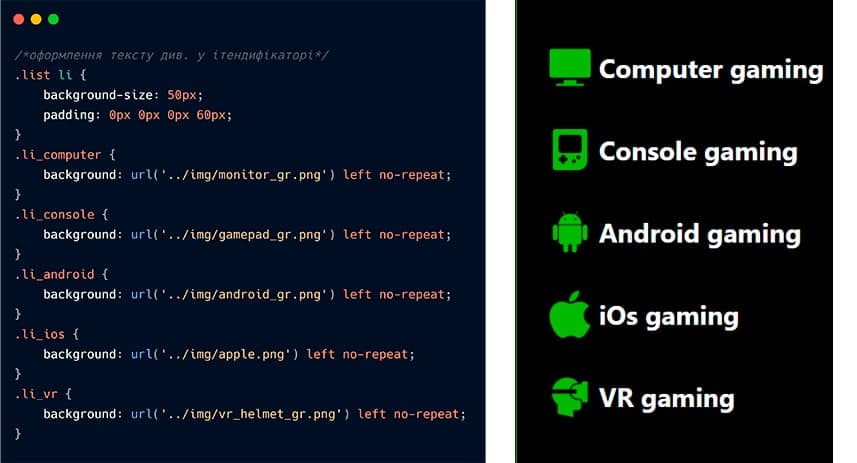 /*оформлення тексту див. у ітендифікаторі*/
.list li {
    background-size: 50px;
    padding: 0px 0px 0px 60px;
}
.li_computer {
    background: url('../img/monitor_gr.png') left no-repeat;
}
.li_console {
    background: url('../img/gamepad_gr.png') left no-repeat;
}
.li_android {
    background: url('../img/android_gr.png') left no-repeat;
}
.li_ios {
    background: url('../img/apple.png') left no-repeat;
}
.li_vr {
    background: url('../img/vr_helmet_gr.png') left no-repeat;
}
Computer gaming
Console gaming
Android gaming
iOs gaming
VR gaming